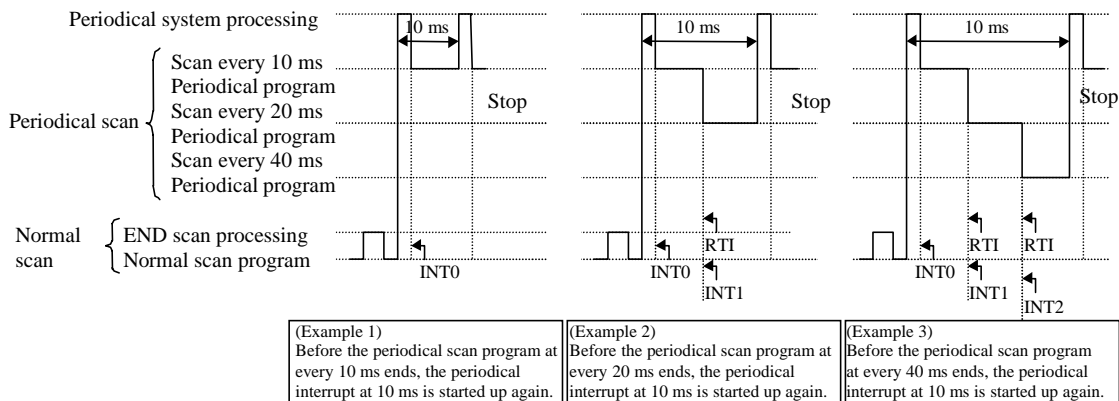 Periodical system processing
Periodical scan
Scan every 10 ms
Periodical program
Scan every 20 ms
Periodical program
Scan every 40 ms
Periodical program
Normal
scan
END scan processing
Normal scan program
10 ms
Stop
INT0
(Example 1)
Before the periodical scan program at
every 10 ms ends, the periodical
interrupt at 10 ms is started up again.
10 ms
Stop
RTI
INT0
INT1
(Example 2)
Before the periodical scan program at
every 20 ms ends, the periodical
interrupt at 10 ms is started up again.
10 ms
Stop
RTI
RTI
INT0
INT1
INT2
(Example 3)
Before the periodical scan program
at every 40 ms ends, the periodical
interrupt at 10 ms is started up again.